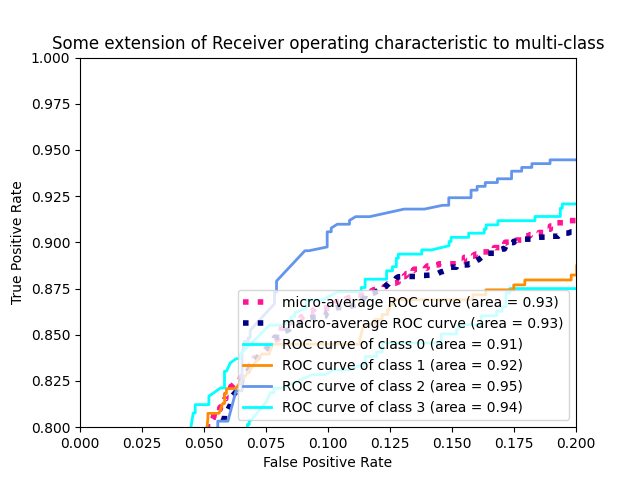 Some extension of Receiver operating characteristic to multi-class
1.000
0.975
0.950
0.925
0.900
0.875
0.850
0.825
0.800
True Positive Rate
micro-average ROC curve (area = 0.93)
macro-average ROC curve (area = 0.93)
ROC curve of class 0 (area = 0.91)
ROC curve of class 1 (area = 0.92)
ROC curve of class 2 (area = 0.95)
ROC curve of class 3 (area = 0.94)
0.000 0.025 0.050 0.075 0.100 0.125 0.150 0.175 0.200
False Positive Rate